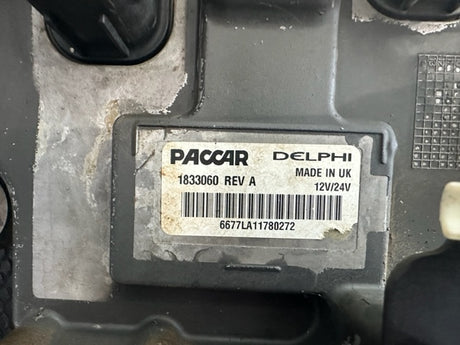 PACCAR DELPHI
MADE IN UK
1833060 REV A
12V/24V
6677LA11780272